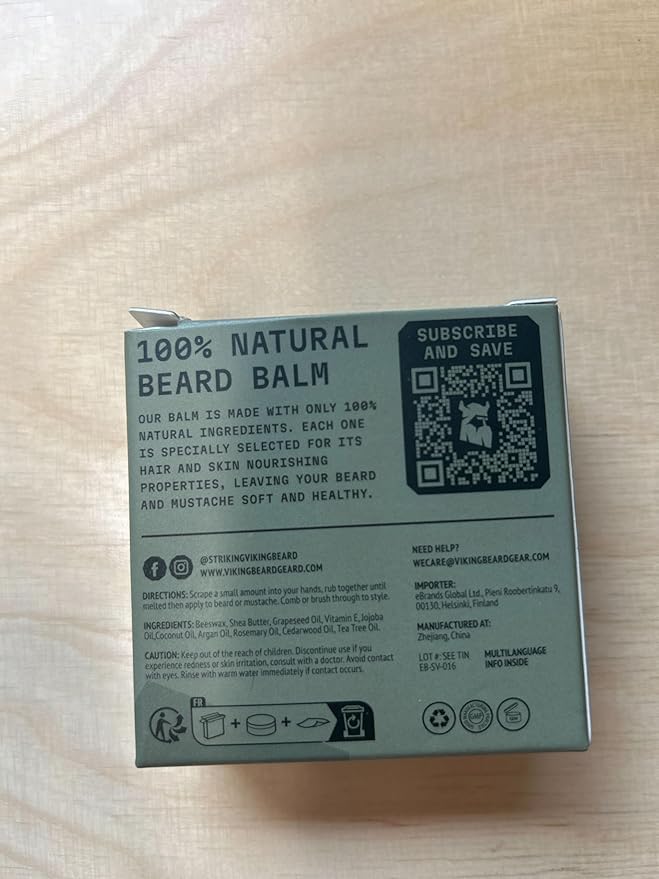 100% NATURAL
BEARD BALM
OUR BALM IS MADE WITH ONLY 100%
NATURAL INGREDIENTS. EACH ONE
IS SPECIALLY SELECTED FOR ITS
HAIR AND SKIN NOURISHING
PROPERTIES, LEAVING YOUR BEARD
AND MUSTACHE SOFT AND HEALTHY.
SUBSCRIBE
AND SAVE
@STRIKINGVIKINGBEARD
WWW.VIKINGBEARDGEAR.COM
DIRECTIONS: Scrape a small amount into your hands, rub together until
melted then apply to beard or mustache. Comb or brush through to style.
INGREDIENTS: Beeswax, Shea Butter, Grapeseed Oil, Vitamin E, Jojoba
Oil,Coconut Oil, Argan Oil, Rosemary Oil, Cedarwood Oil, Tea Tree Oil.
CAUTION: Keep out of the reach of children. Discontinue use if you
experience redness or skin irritation, consult with a doctor. Avoid contact
with eyes. Rinse with warm water immediately if contact occurs.
FR
+ +
NEED HELP?
WECARE@VIKINGBEARDGEAR.COM
IMPORTER:
eBrands Global Ltd., Pieni Roobertinkatu 9,
00130, Helsinki, Finland
MANUFACTURED AT:
Zhejiang, China
LOT #: SEE TIN
EB-SV-016
MULTILANGUAGE
INFO INSIDE
GMP